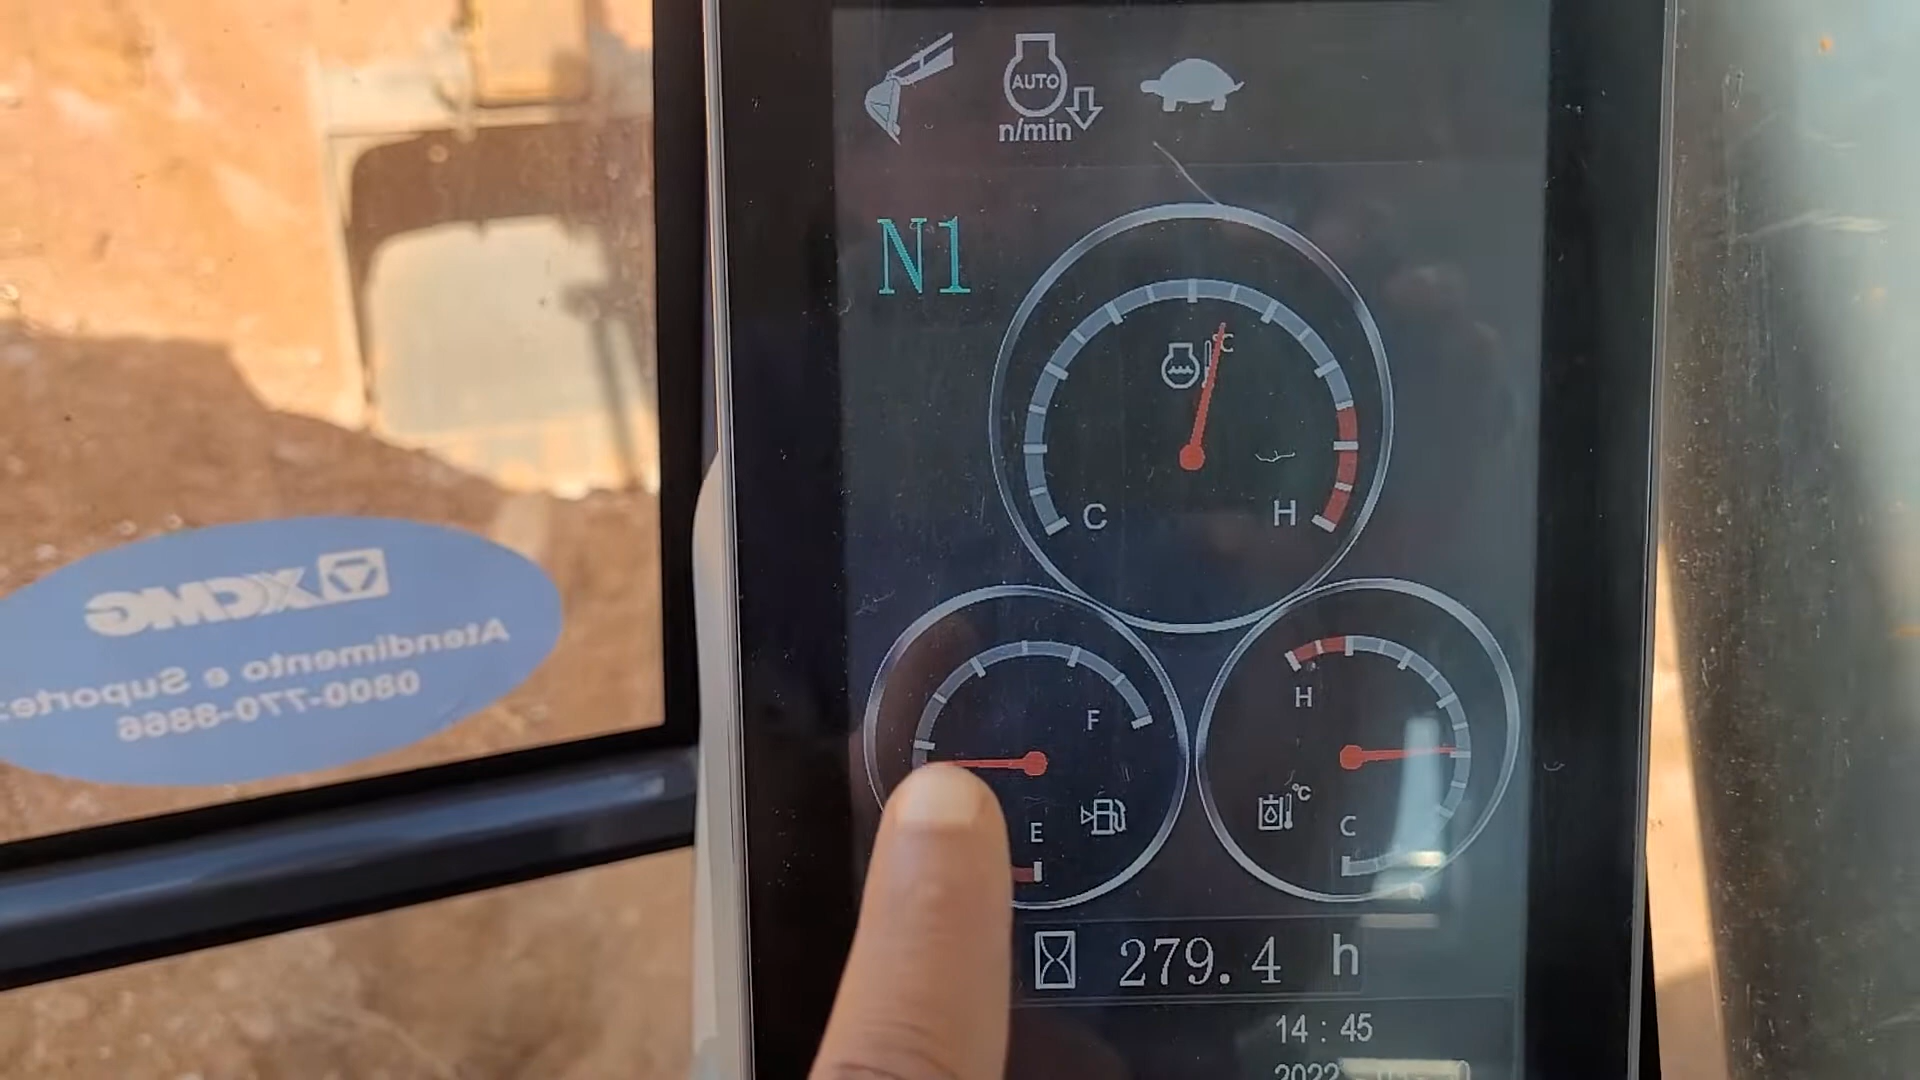 AUTO
n/min
N1
°C
C
H
F
E
H
°C
C
279.4 h
14:45
2022
XCMG
Atendimento e Suporte:
0800-770-8866